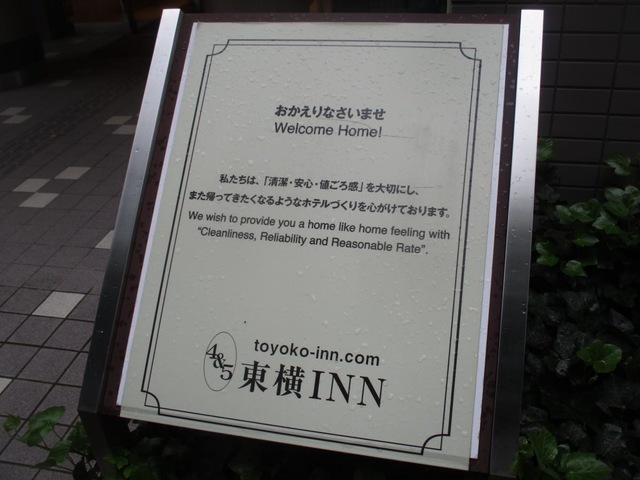 おかえりなさいませ
Welcome Home!
私たちは、「清潔・安心・値ごろ感」を大切にし、
また帰ってきたくなるようなホテルづくりを心がけております。
We wish to provide you a home like home feeling with
"Cleanliness, Reliability and Reasonable Rate".
toyoko-inn.com
4&5 東横INN